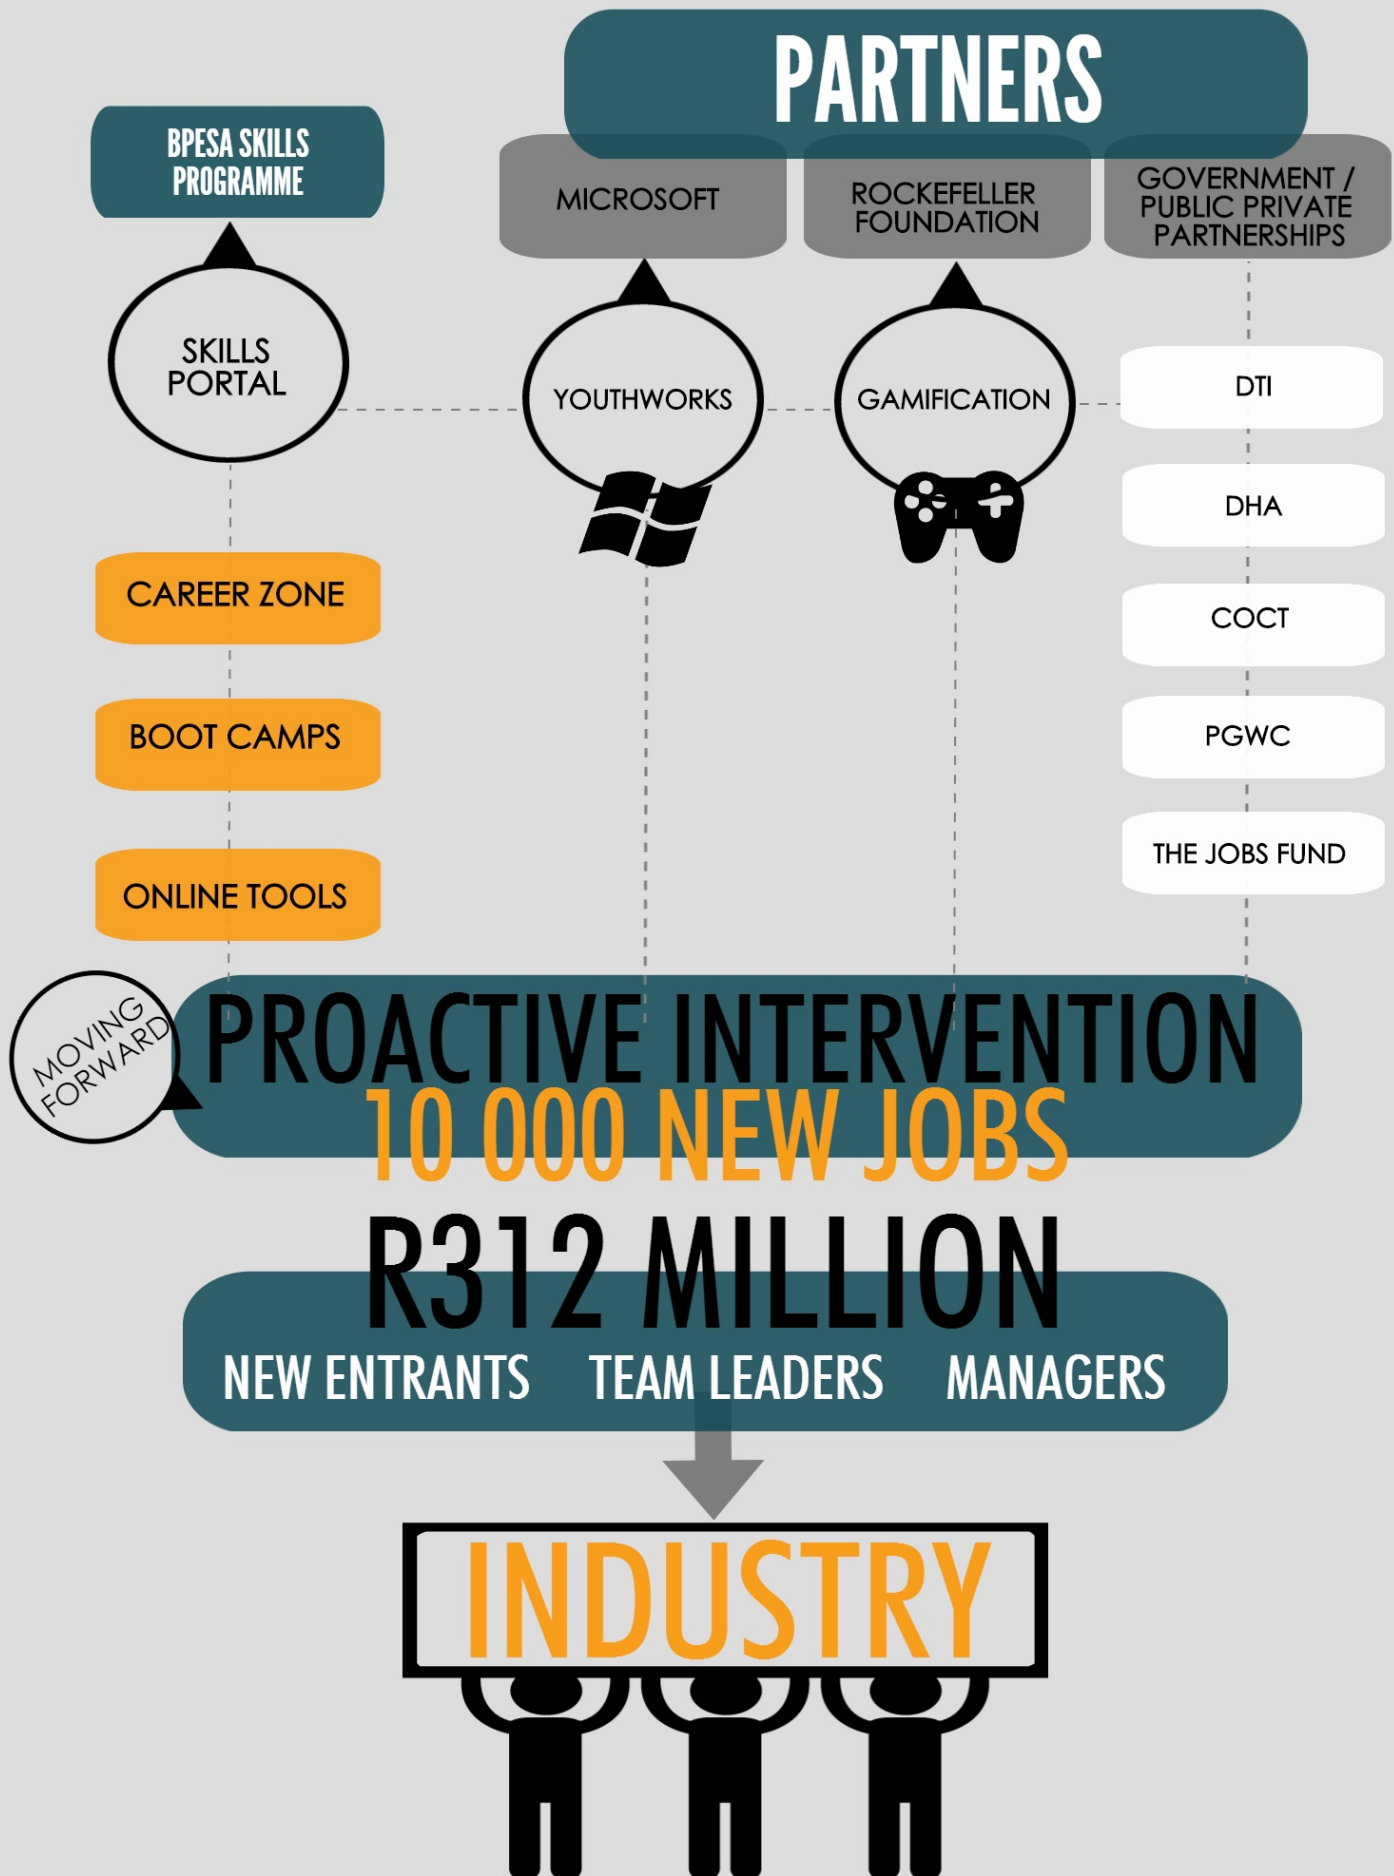 PARTNERS
BPESA SKILLS
PROGRAMME
MICROSOFT
ROCKEFELLER
FOUNDATION
GOVERNMENT /
PUBLIC PRIVATE
PARTNERSHIPS
SKILLS
PORTAL
YOUTHWORKS
GAMIFICATION
DTI
DHA
COCT
PGWC
THE JOBS FUND
CAREER ZONE
BOOT CAMPS
ONLINE TOOLS
MOVING
FORWARD
PROACTIVE INTERVENTION
10 000 NEW JOBS
R312 MILLION
NEW ENTRANTS TEAM LEADERS MANAGERS
INDUSTRY